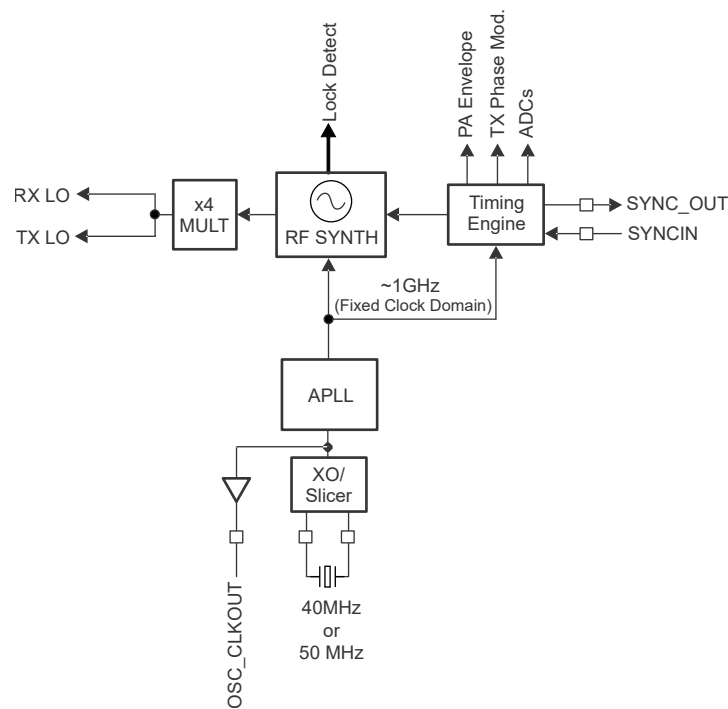 Lock Detect
PA Envelope
TX Phase Mod.
ADCs
RX LO
TX LO
x4
MULT
RF SYNTH
Timing
Engine
SYNC_OUT
SYNCIN
~1GHz
(Fixed Clock Domain)
APLL
XO/
Slicer
OSC_CLKOUT
40MHz
or
50 MHz